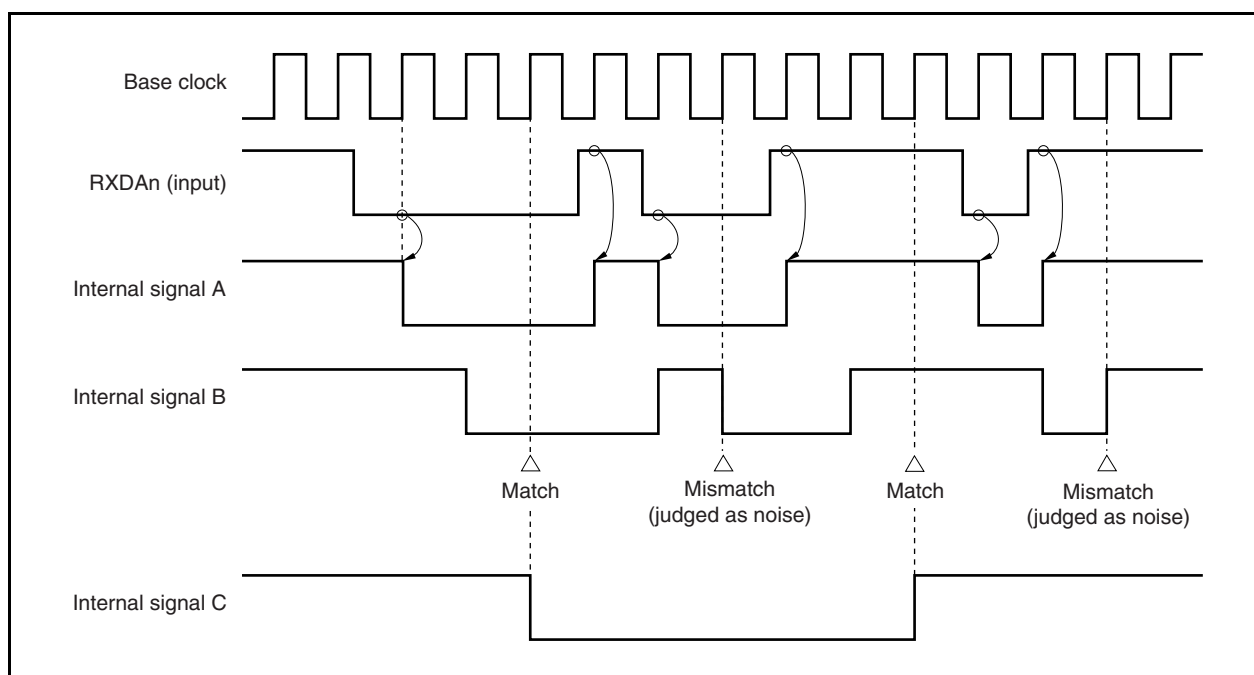 Base clock
RXDAn (input)
Internal signal A
Internal signal B
Match
Mismatch
(judged as noise)
Match
Mismatch
(judged as noise)
Internal signal C